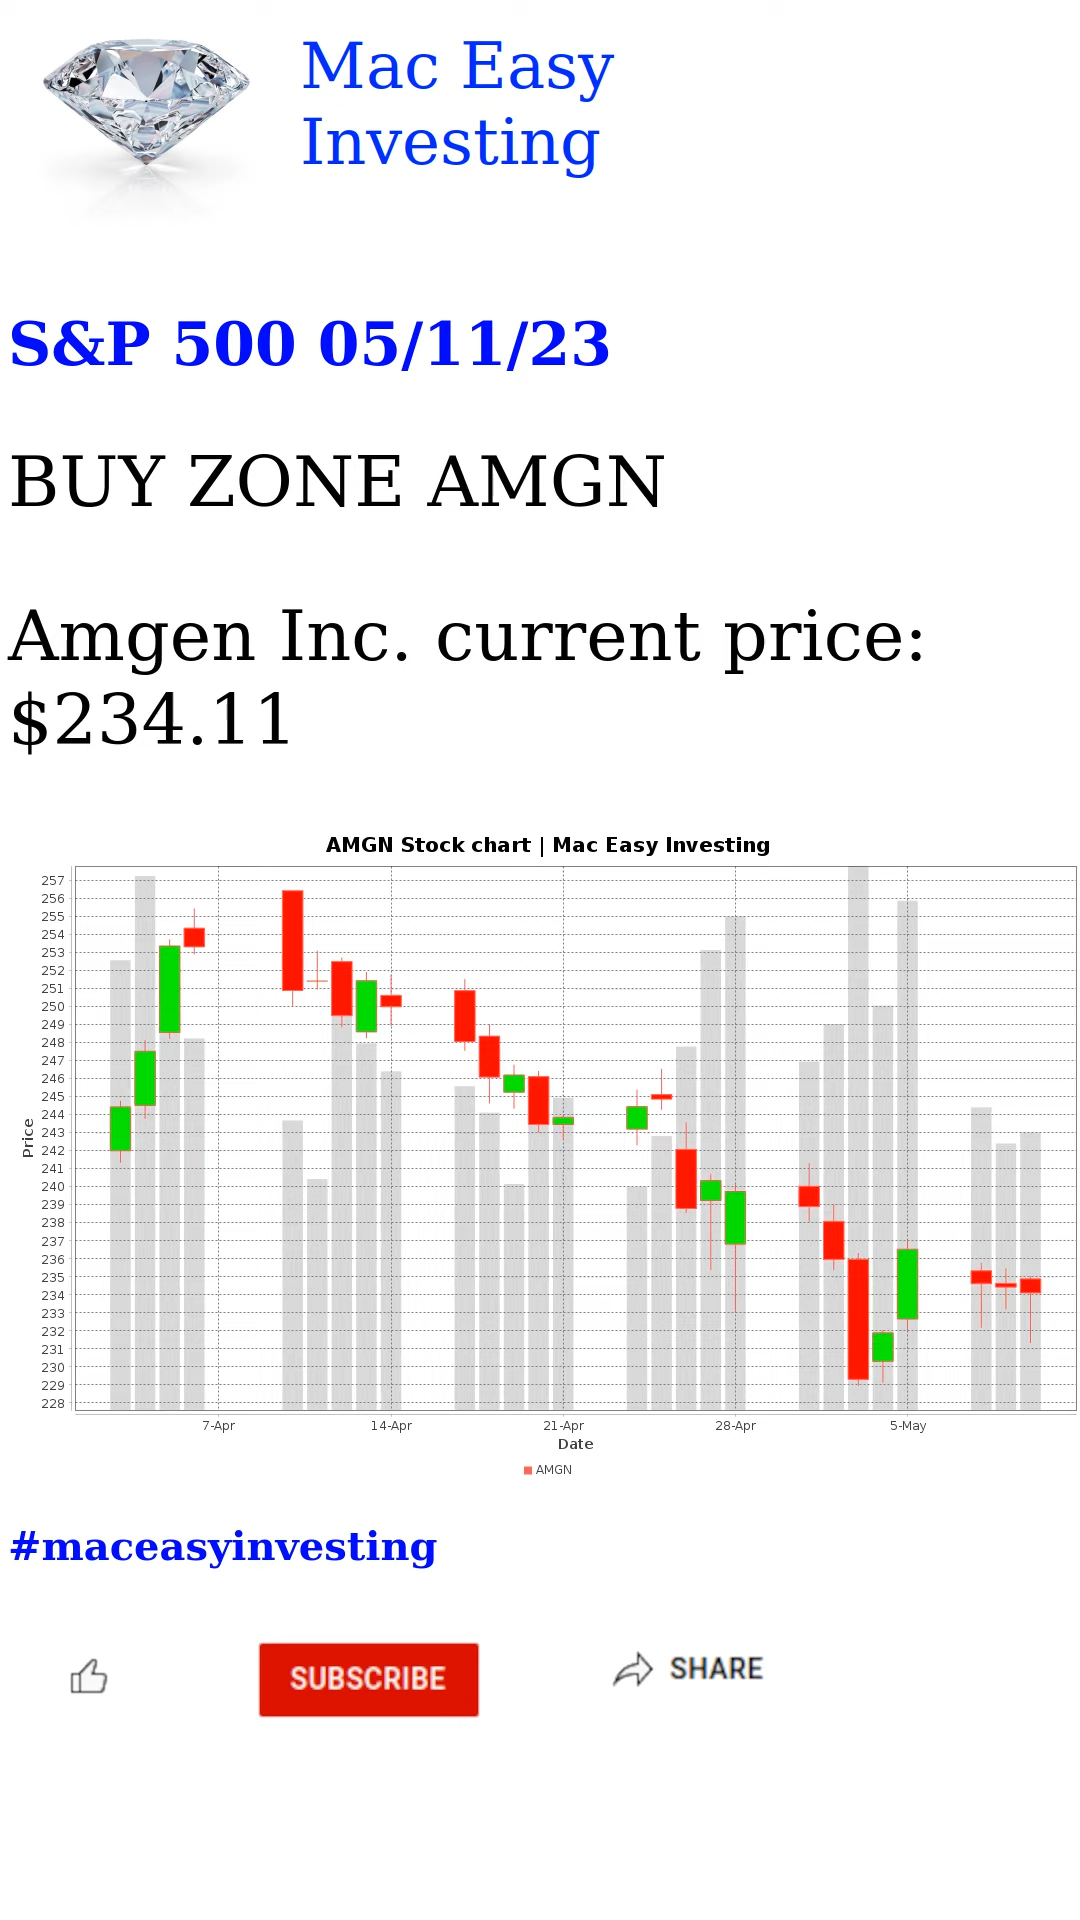 Mac Easy
Investing
S&P 500 05/11/23
BUY ZONE AMGN
Amgen Inc. current price:
$234.11
AMGN Stock chart | Mac Easy Investing
257
256
255
254
253
252
251
250
249
248
247
246
245
244
243
242
241
240
239
238
237
236
235
234
233
232
231
230
229
228
Price
7-Apr 14-Apr 21-Apr 28-Apr 5-May
Date
AMGN
#maceasyinvesting
SUBSCRIBE SHARE